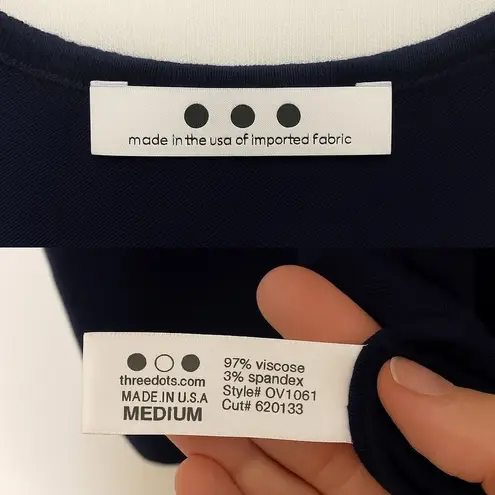 made in the usa of imported fabric
threedots.com
MADE.IN U.S.A
MEDIUM
97% viscose
3% spandex
Style# OV1061
Cut# 620133